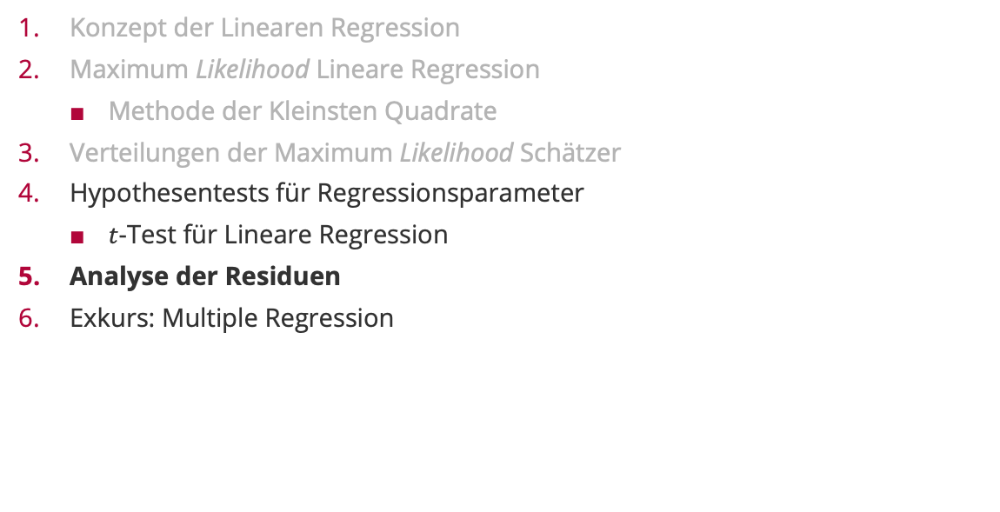 1. Konzept der Linearen Regression
2. Maximum Likelihood Lineare Regression
■ Methode der Kleinsten Quadrate
3. Verteilungen der Maximum Likelihood Schätzer
4. Hypothesentests für Regressionsparameter
■ t-Test für Lineare Regression
5. Analyse der Residuen
6. Exkurs: Multiple Regression